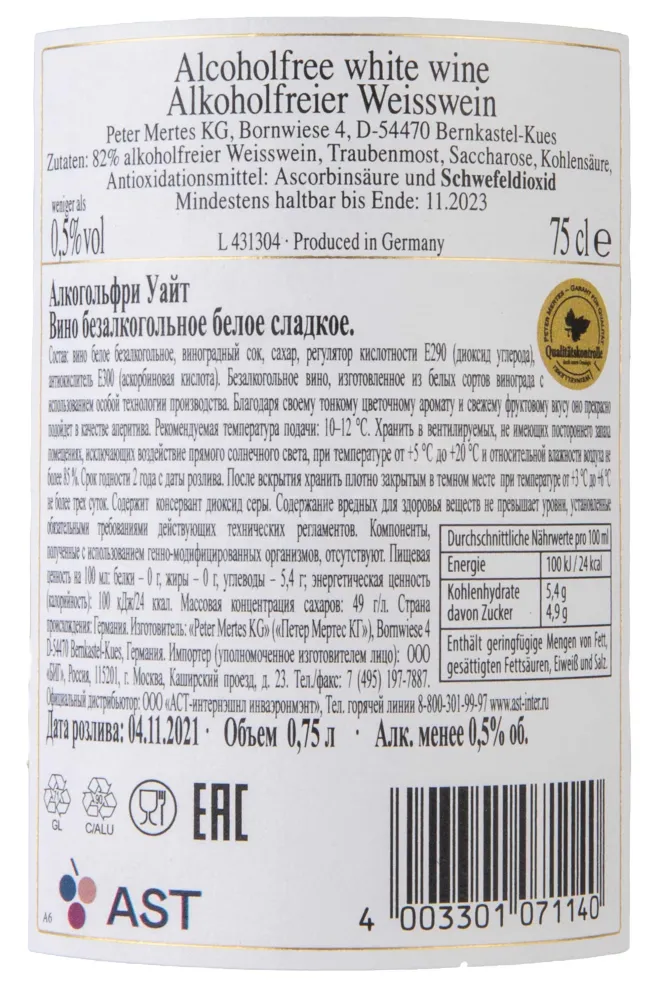 Alcoholfree white wine
Alkoholfreier Weisswein
Peter Mertes KG, Bornwiese 4, D-54470 Bernkastel-Kues
Zutaten: 82% alkoholfreier Weisswein, Traubenmost, Saccharose, Kohlensäure,
Antioxidationsmittel: Ascorbinsäure und Schwefeldioxid
Mindestens haltbar bis Ende: 11.2023
weniger als
0,5%vol
L 431304 · Produced in Germany
75 cl e
Алкогольфри Уайт
Вино безалкогольное белое сладкое.
Состав: вино белое безалкогольное, виноградный сок, сахар, регулятор кислотности Е290 (диоксид углерода),
антиокислитель Е300 (аскорбиновая кислота). Безалкогольное вино, изготовленное из белых сортов винограда с
использованием особой технологии производства. Благодаря своему тонкому цветочному аромату и свежему фруктовому вкусу оно прекрасно
подойдет в качестве аперитива. Рекомендуемая температура подачи: 10-12 °С. Хранить в вентилируемых, не имеющих постороннего запаха
помещениях, исключающих воздействие прямого солнечного света, при температуре от +5 °С до +20 °С и относительной влажности воздуха не
более 85 %. Срок годности 2 года с даты розлива. После вскрытия хранить плотно закрытым в темном месте при температуре от +3 °С до +6 °С
не более трех суток. Содержит консервант диоксид серы. Содержание вредных для здоровья веществ не превышает уровни, установленные
обязательными требованиями действующих технических регламентов. Компоненты,
полученные с использованием генно-модифицированных организмов, отсутствуют. Пищевая
ценность на 100 мл: белки – 0 г, жиры – 0 г, углеводы – 5,4 г; энергетическая ценность
(калорийность): 100 кДж/24 ккал. Массовая концентрация сахаров: 49 г/л. Страна
происхождения: Германия. Изготовитель: «Peter Mertes KG» («Петер Мертес КГ»), Bornwiese 4
D-54470 Bernkastel-Kues, Германия. Импортер (уполномоченное изготовителем лицо): ООО
«БИГ», Россия, 115201, г. Москва, Каширский проезд, д. 23. Тел./факс: 7 (495) 197-7887.
Официальный дистрибьютор: ООО «АСТ-интернэшнл инваэронмэнт», Тел. горячей линии 8-800-301-99-97 www.ast-inter.ru
Дата розлива: 04.11.2021 · Объем 0,75 л · Алк. менее 0,5% об.
PETER MERTES – GARANT FÜR QUALITÄT
Qualitätskontrolle
Durchschnittliche Nährwerte pro 100 ml
Energie 100 kJ / 24 kcal
Kohlenhydrate 5,4 g
davon Zucker 4,9 g
Enthält geringfügige Mengen von Fett,
gesättigten Fettsäuren, Eiweiß und Salz.
GL
C/ALU
EAC
A6
AST
4 003301 071140